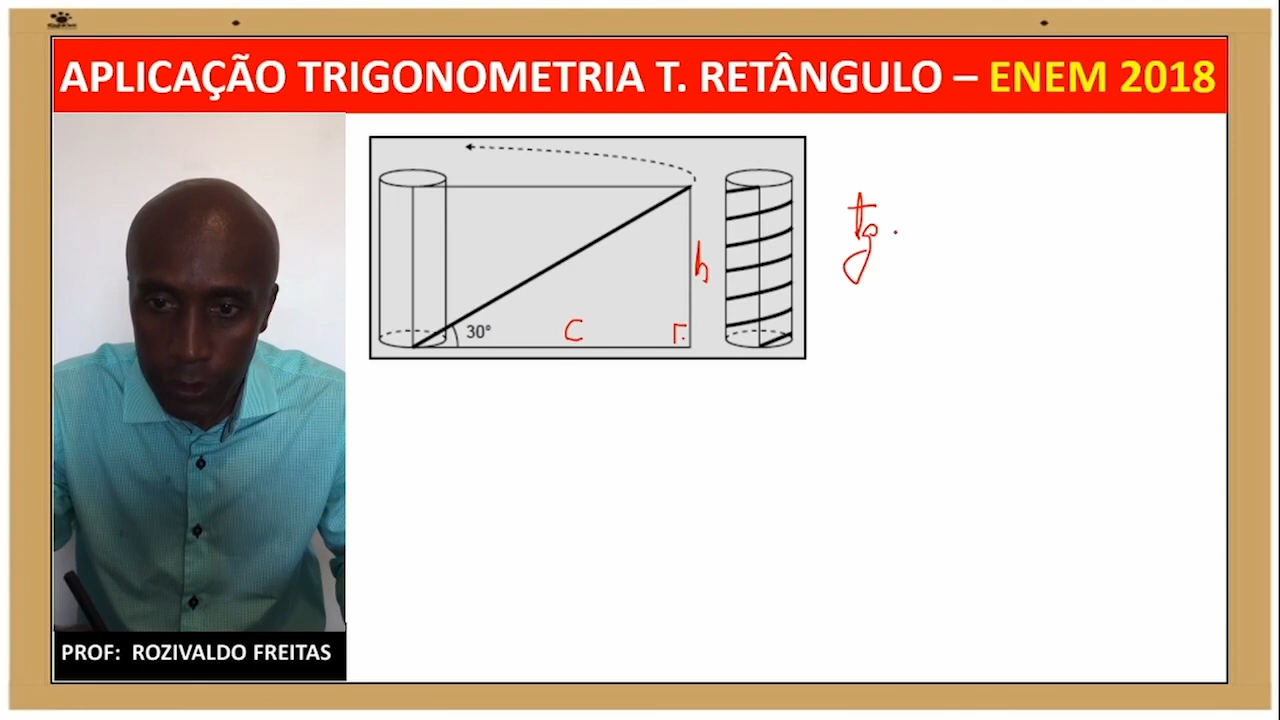 APLICAÇÃO TRIGONOMETRIA T. RETÂNGULO – ENEM 2018
h
tg.
30°
C
PROF: ROZIVALDO FREITAS